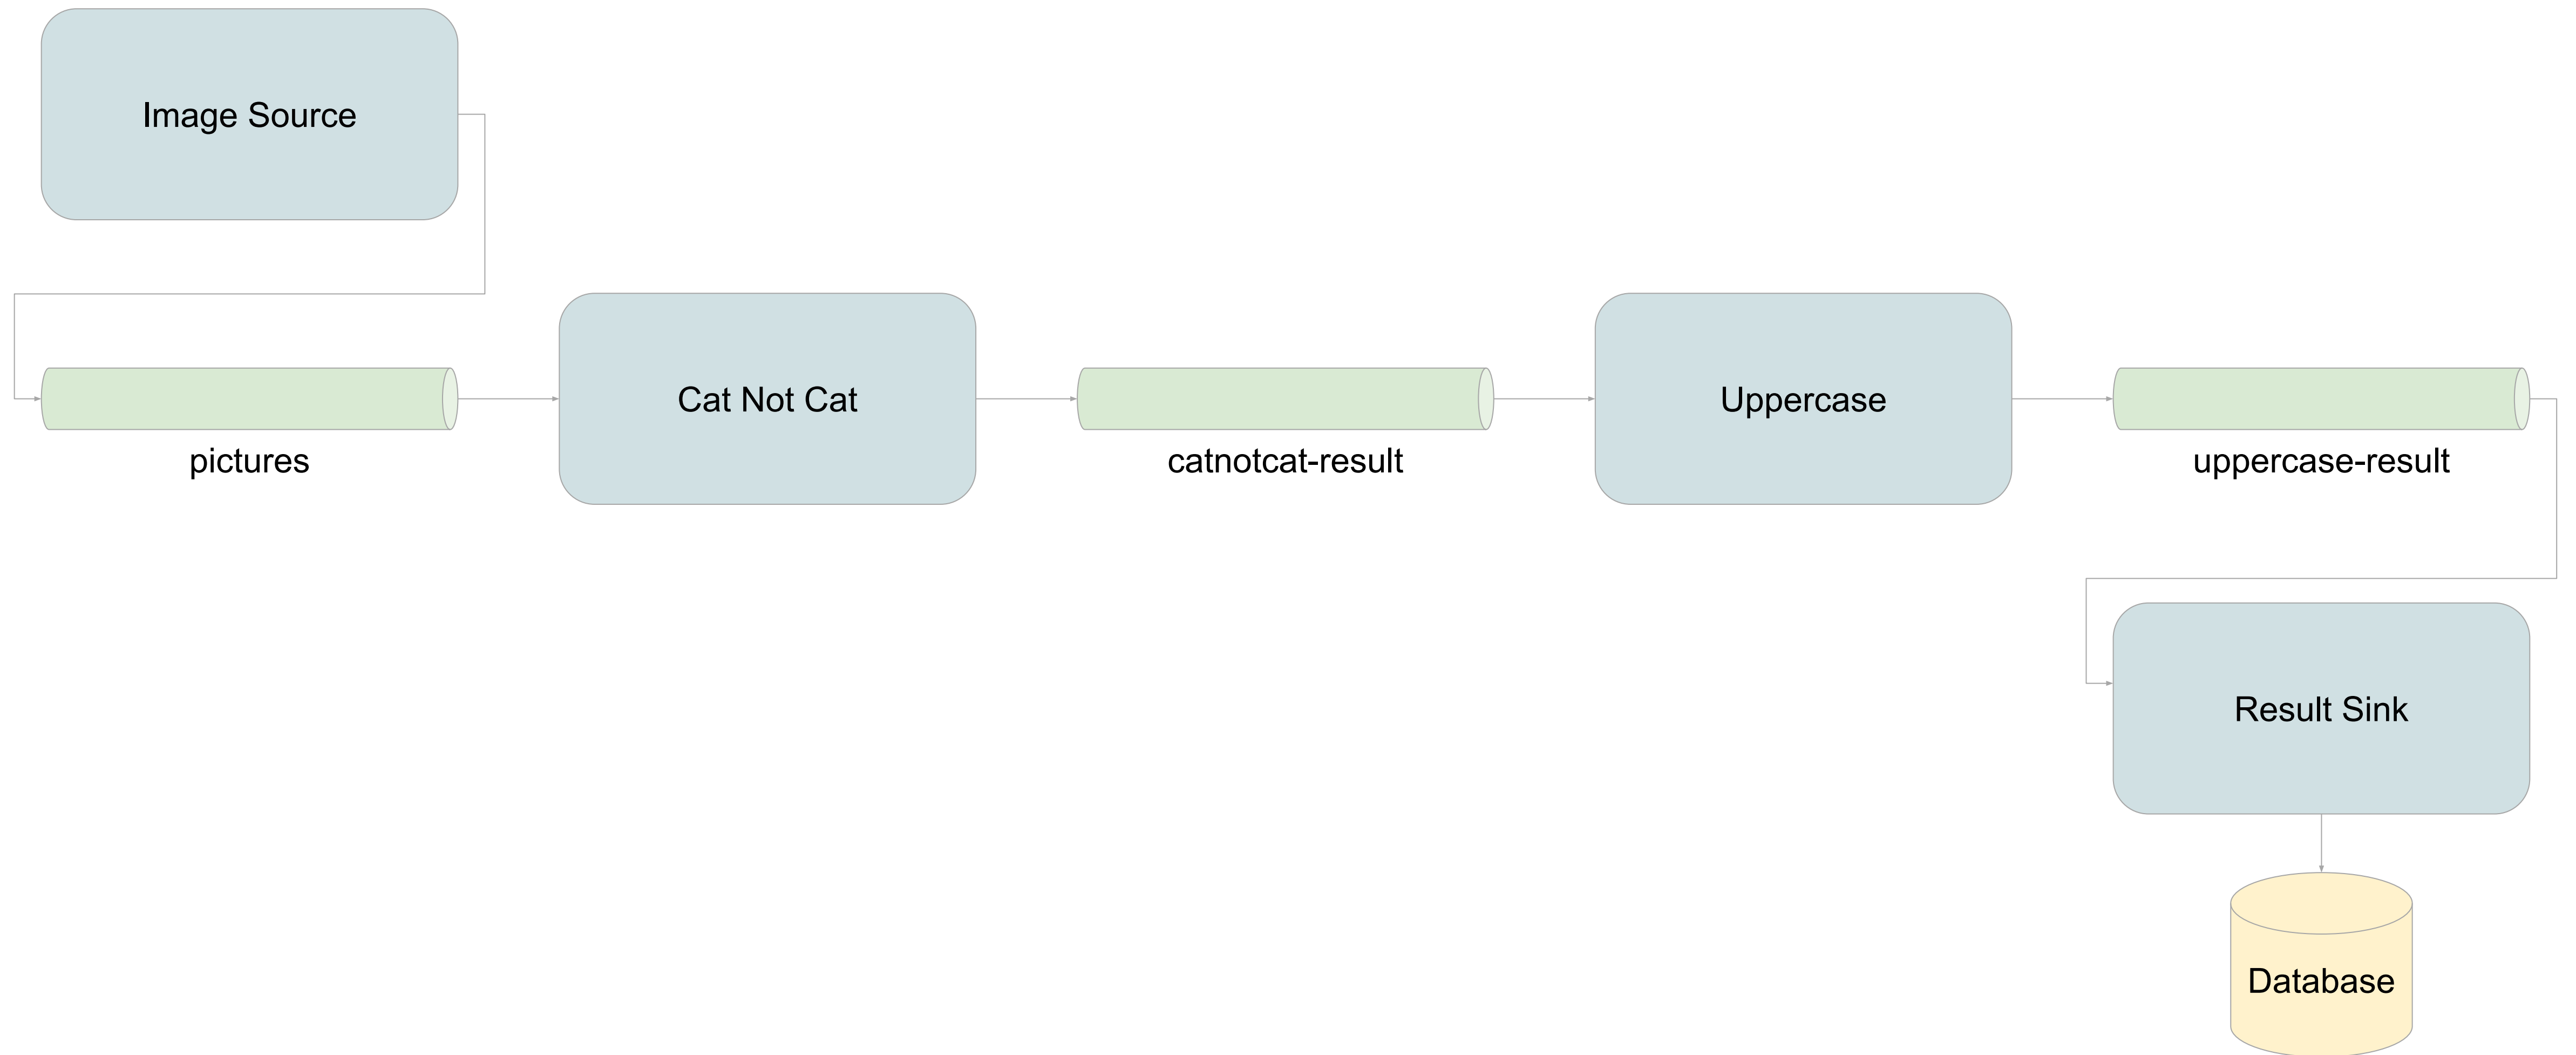 Image Source
pictures
Cat Not Cat
catnotcat-result
Uppercase
uppercase-result
Result Sink
Database